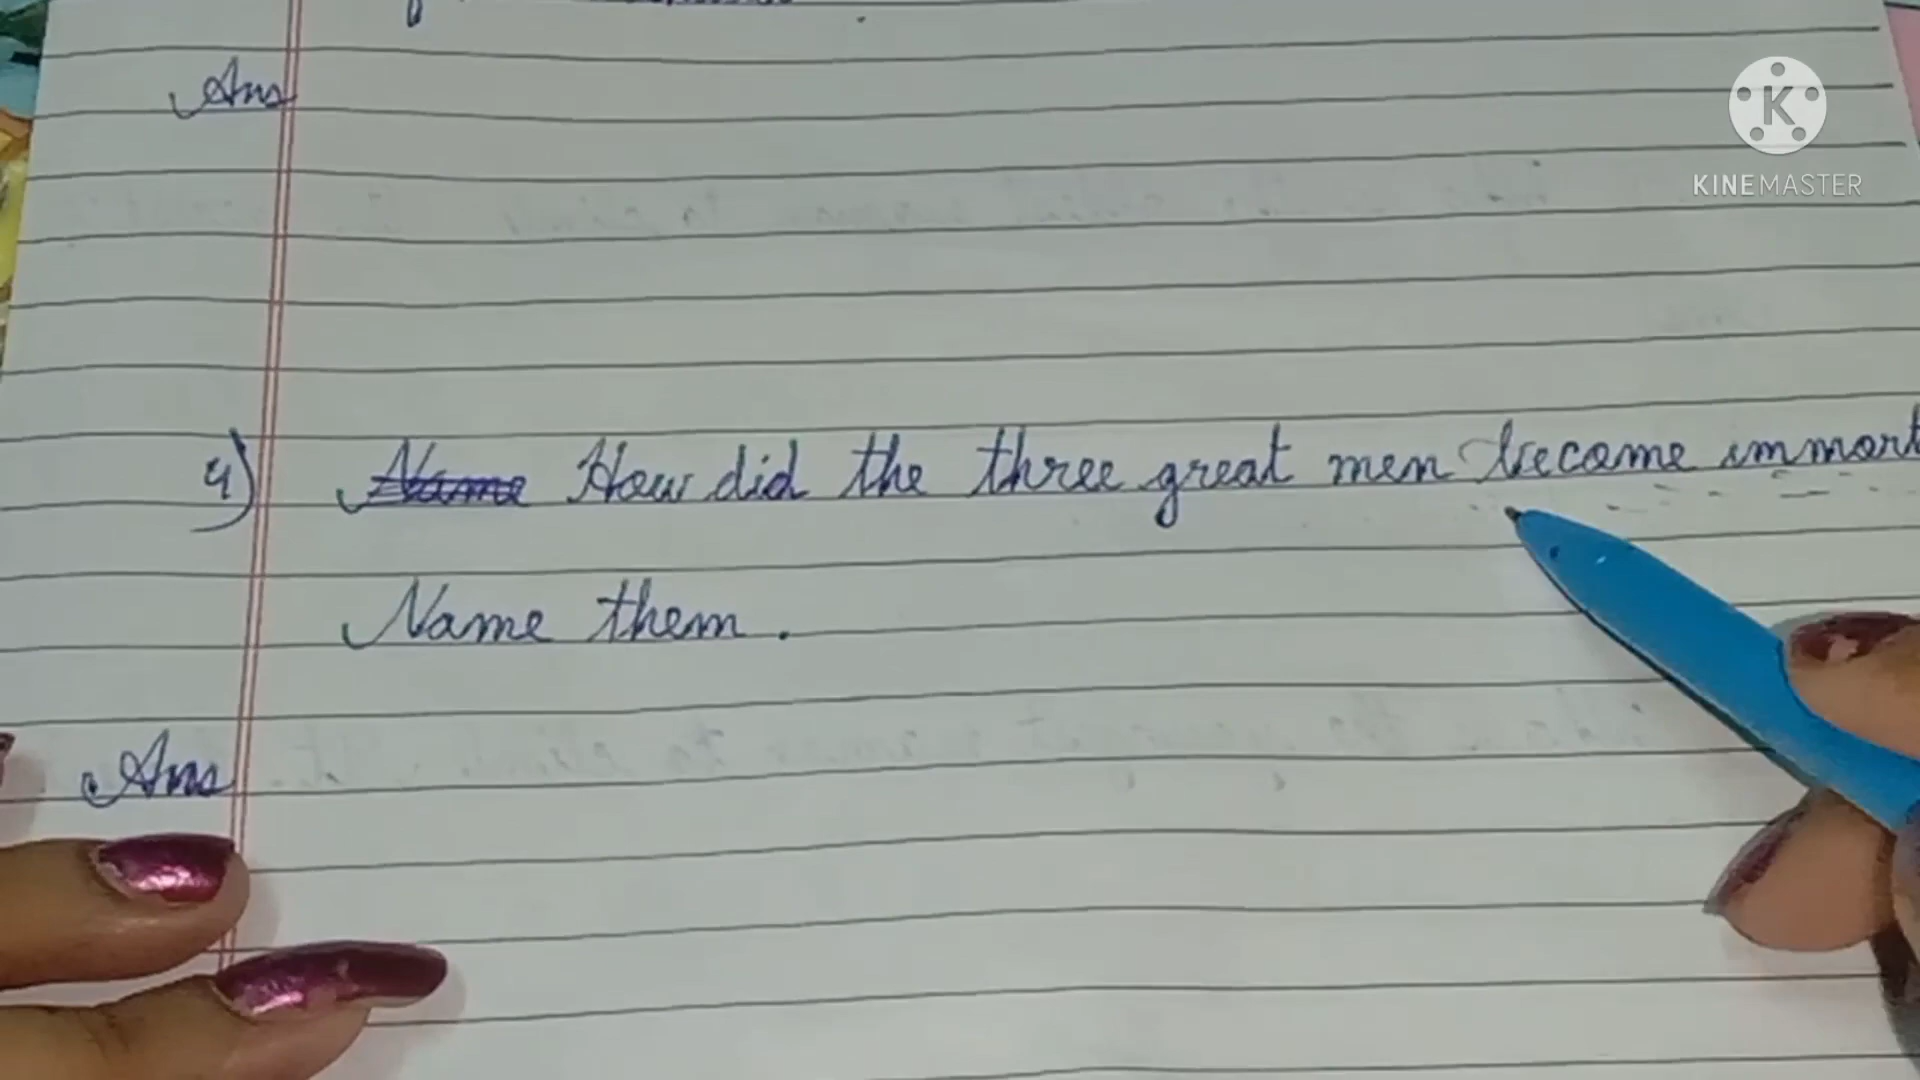 Ans
K
KINEMASTER
4) Name How did the three great men become immort
Name them.
Ans